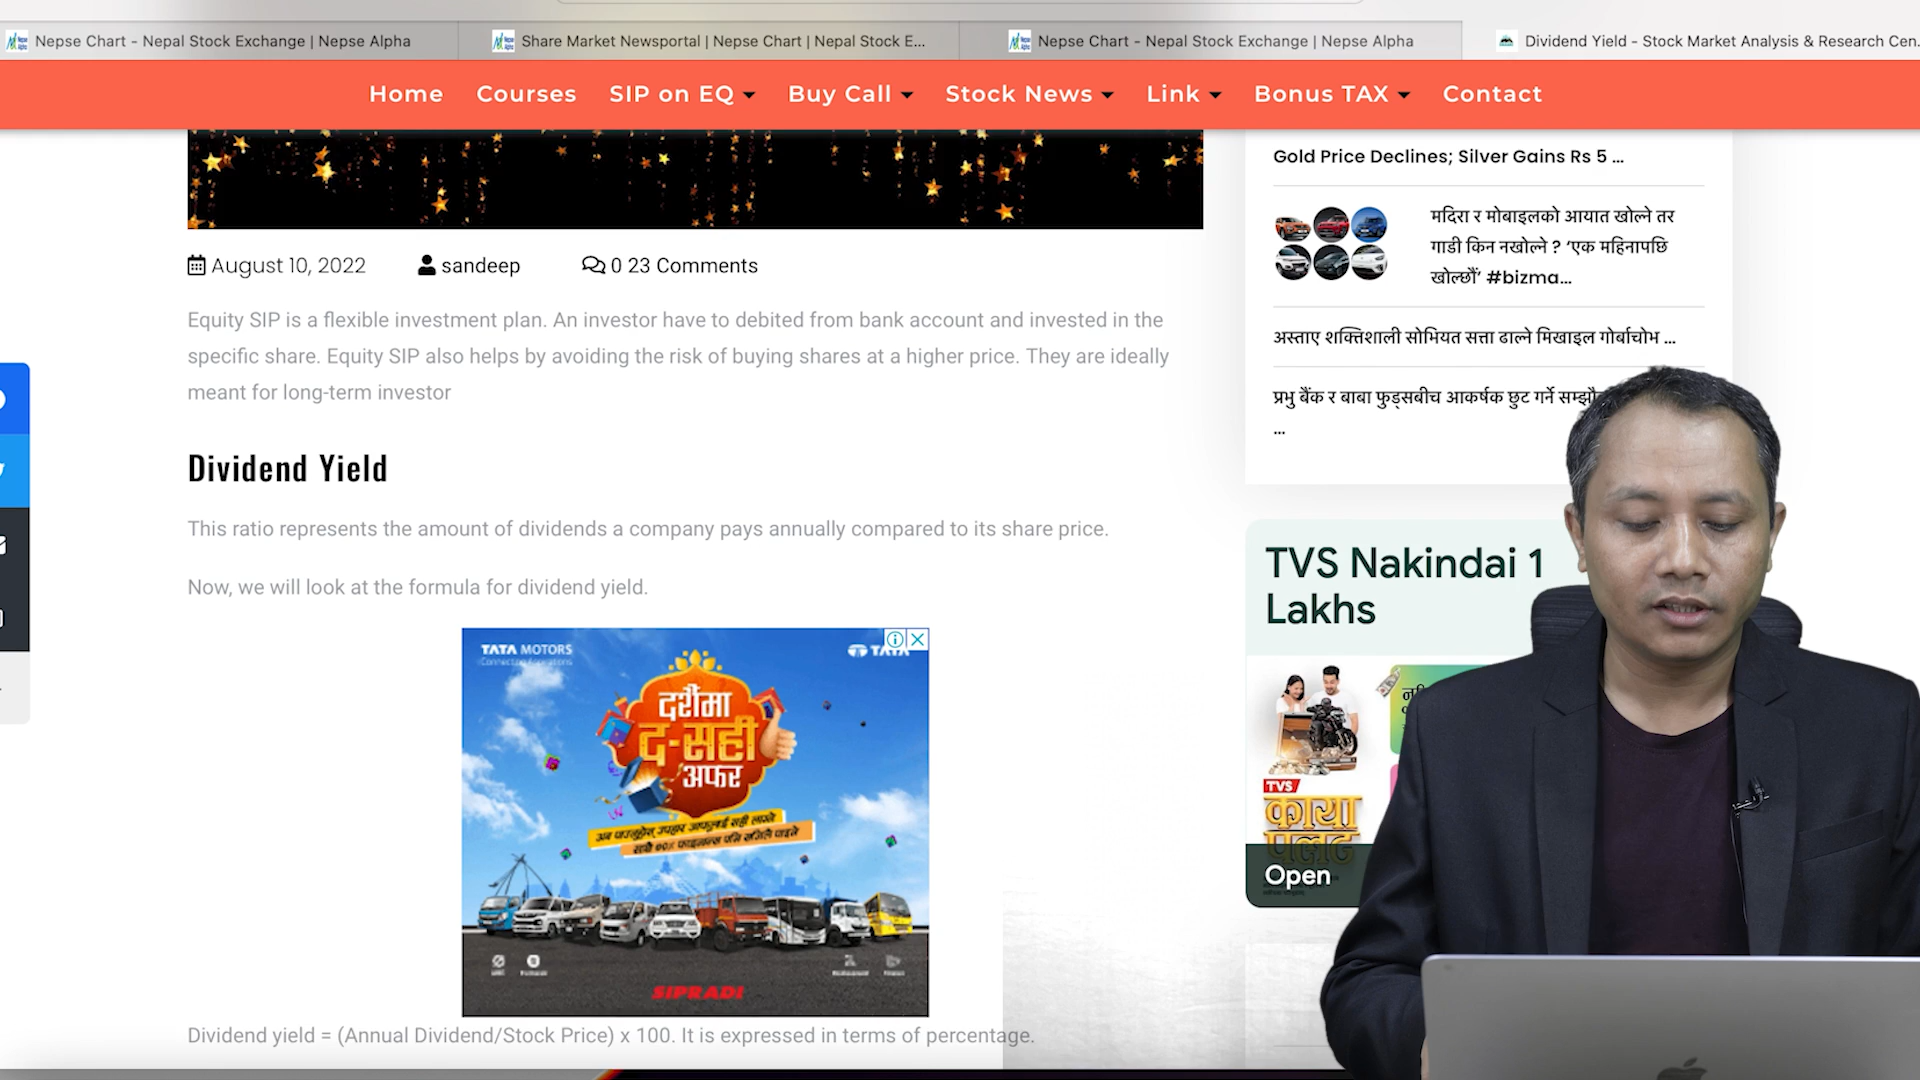 Nepse Chart - Nepal Stock Exchange | Nepse Alpha
Share Market Newsportal | Nepse Chart | Nepal Stock E...
Nepse Chart - Nepal Stock Exchange | Nepse Alpha
Dividend Yield - Stock Market Analysis & Research Cen.
Home
Courses
SIP on EQ
Buy Call
Stock News
Link
Bonus TAX
Contact
August 10, 2022
sandeep
0 23 Comments
Equity SIP is a flexible investment plan. An investor have to debited from bank account and invested in the
specific share. Equity SIP also helps by avoiding the risk of buying shares at a higher price. They are ideally
meant for long-term investor
Dividend Yield
This ratio represents the amount of dividends a company pays annually compared to its share price.
Now, we will look at the formula for dividend yield.
TATA MOTORS
Connecting Aspirations
TATA
दशैंमा
द-सही
अफर
SIPRADI
Dividend yield = (Annual Dividend/Stock Price) x 100. It is expressed in terms of percentage.
Gold Price Declines; Silver Gains Rs 5 ...
मदिरा र मोबाइलको आयात खोल्ने तर
गाडी किन नखोल्ने ? ‘एक महिनापछि
खोल्छौं’ #bizma...
अस्ताए शक्तिशाली सोभियत सत्ता ढाल्ने मिखाइल गोर्बाचोभ ...
प्रभु बैंक र बाबा फुड्सबीच आकर्षक छुट गर्ने
...
TVS Nakindai 1
Lakhs
TVS
काया
पलट
Open